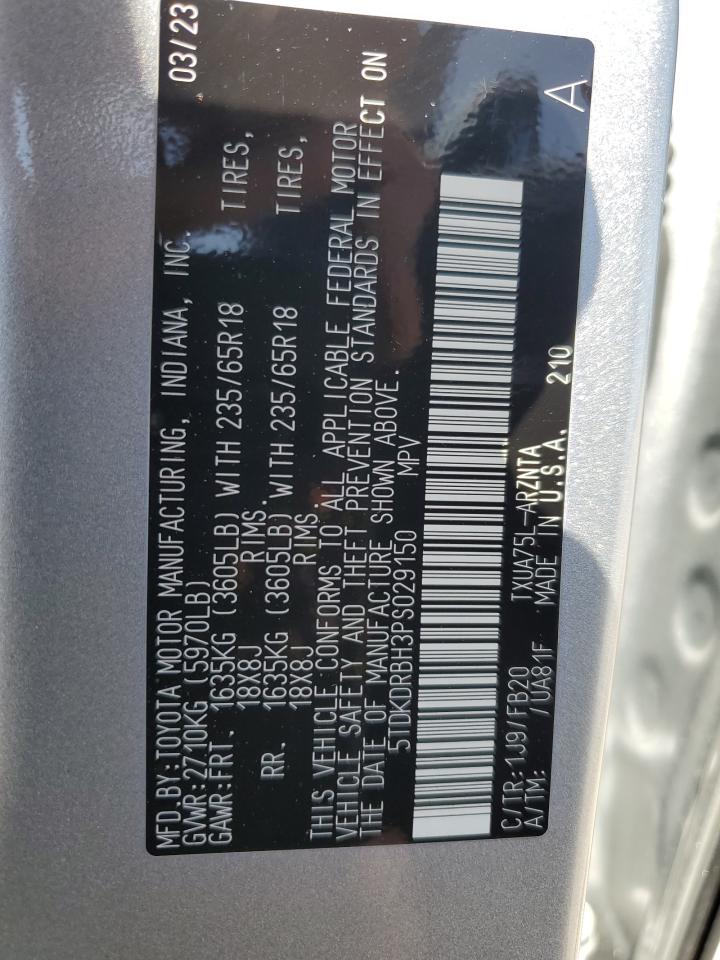 MFD.BY:TOYOTA MOTOR MANUFACTURING, INDIANA, INC. 03/23
GVWR:2710KG (5970LB)
GAWR:FRT. 1635KG (3605LB) WITH 235/65R18 TIRES,
18X8J RIMS.
RR. 1635KG (3605LB) WITH 235/65R18 TIRES,
18X8J RIMS.
THIS VEHICLE CONFORMS TO ALL APPLICABLE FEDERAL MOTOR
VEHICLE SAFETY AND THEFT PREVENTION STANDARDS IN EFFECT ON
THE DATE OF MANUFACTURE SHOWN ABOVE.
5TDKDRBH3PS029150 MPV
C/TR:1J9/FB20 TXUA75L-ARZNTA A
A/TM: /UA81F MADE IN U.S.A. 210